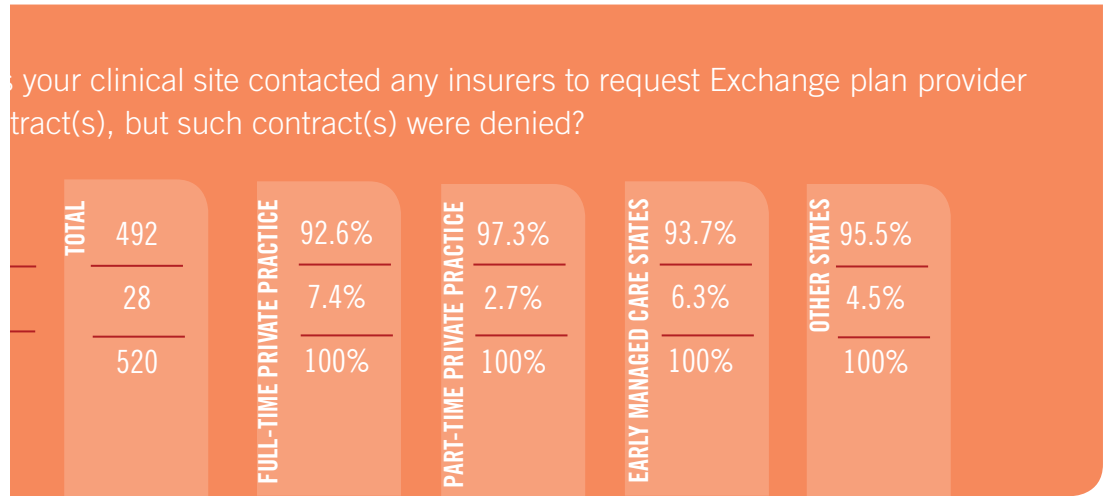 your clinical site contacted any insurers to request Exchange plan provider
tract(s), but such contract(s) were denied?
TOTAL
492
28
520
FULL-TIME PRIVATE PRACTICE
92.6%
7.4%
100%
PART-TIME PRIVATE PRACTICE
97.3%
2.7%
100%
EARLY MANAGED CARE STATES
93.7%
6.3%
100%
OTHER STATES
95.5%
4.5%
100%